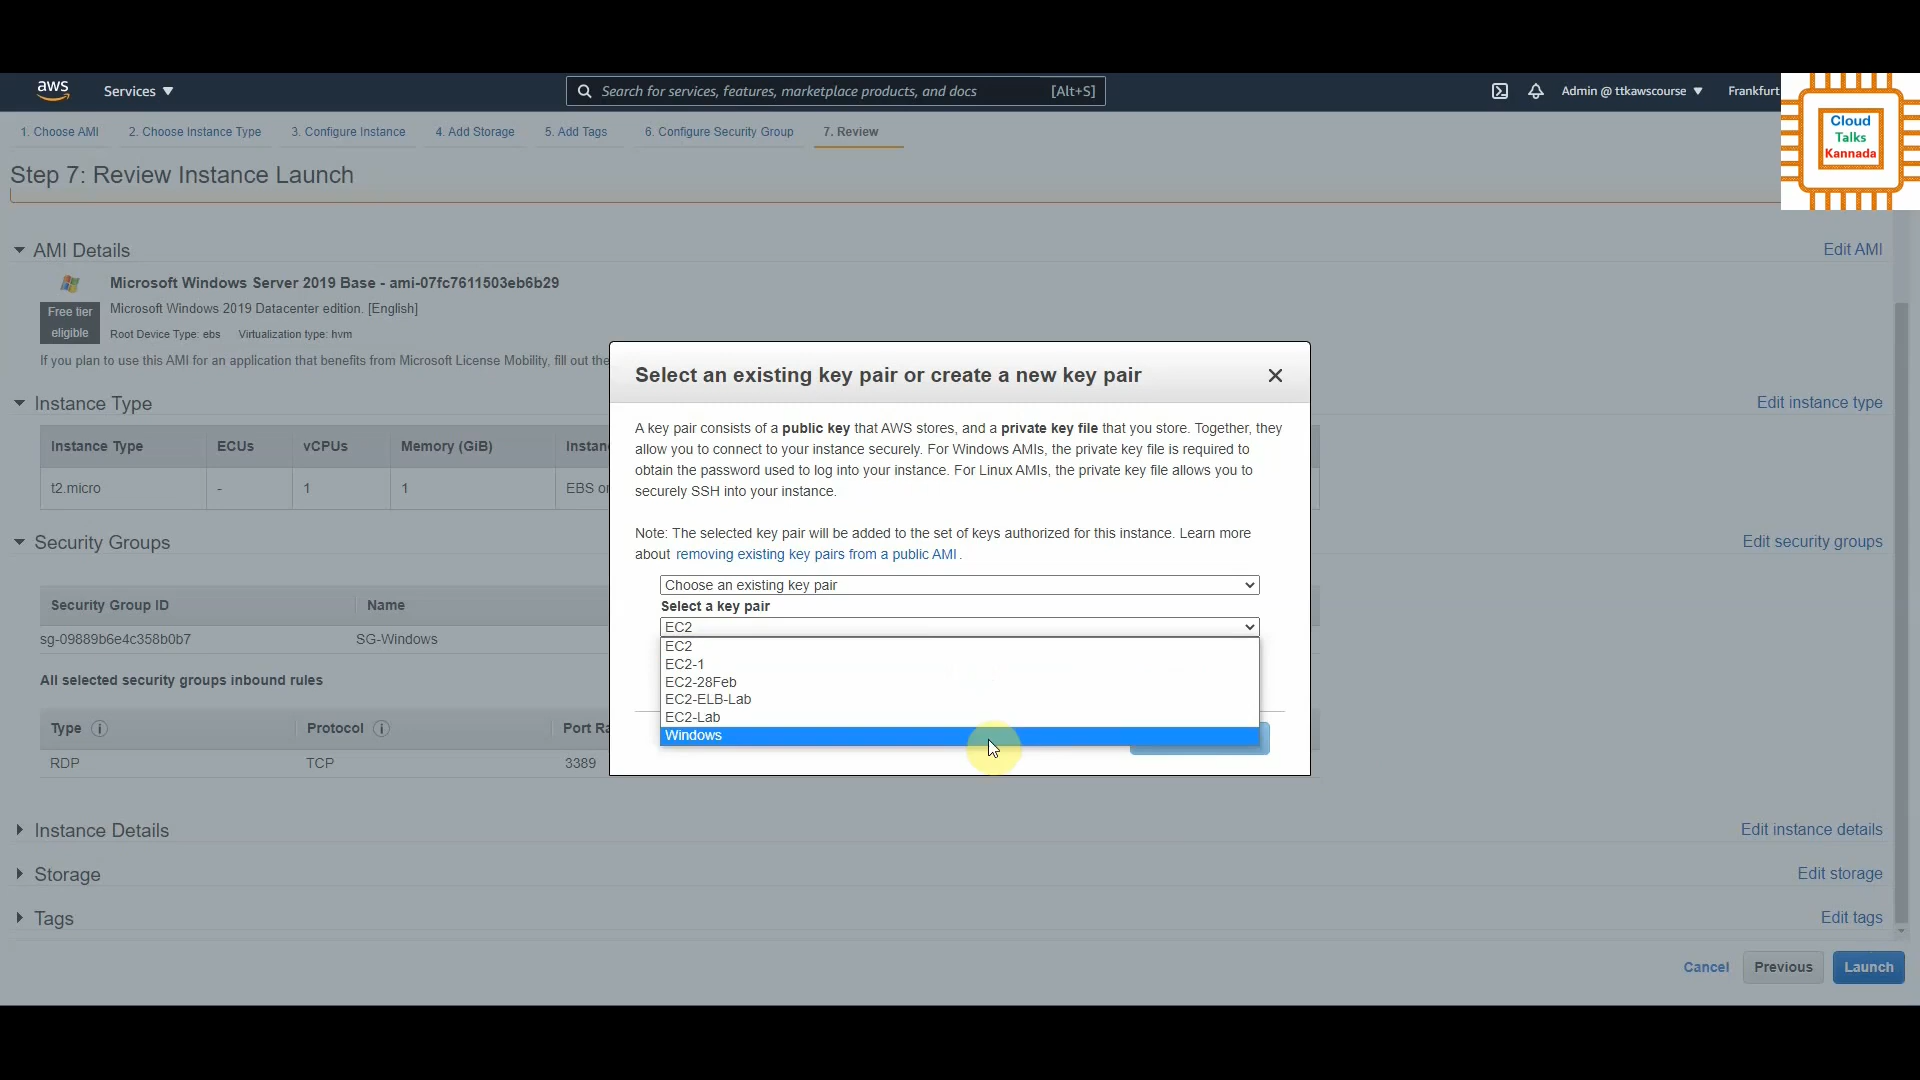 aws
Services ▼
Search for services, features, marketplace products, and docs
[Alt+S]
Admin @ ttkawscourse ▼
Frankfurt
Cloud
Talks
Kannada
1. Choose AMI
2. Choose Instance Type
3. Configure Instance
4. Add Storage
5. Add Tags
6. Configure Security Group
7. Review
Step 7: Review Instance Launch
AMI Details
Edit AMI
Microsoft Windows Server 2019 Base - ami-07fc7611503eb6b29
Free tier
eligible
Microsoft Windows 2019 Datacenter edition. [English]
Root Device Type: ebs Virtualization type: hvm
If you plan to use this AMI for an application that benefits from Microsoft License Mobility, fill out the
Instance Type
Edit instance type
Instance Type
ECUs
vCPUs
Memory (GiB)
t2.micro
-
1
1
EBS
Security Groups
Edit security groups
Security Group ID
Name
sg-09889b6e4c358b0b7
SG-Windows
All selected security groups inbound rules
Type
Protocol
Port
RDP
TCP
3389
Select an existing key pair or create a new key pair
A key pair consists of a public key that AWS stores, and a private key file that you store. Together, they
allow you to connect to your instance securely. For Windows AMIs, the private key file is required to
obtain the password used to log into your instance. For Linux AMIs, the private key file allows you to
securely SSH into your instance.
Note: The selected key pair will be added to the set of keys authorized for this instance. Learn more
about removing existing key pairs from a public AMI .
Choose an existing key pair
Select a key pair
EC2
EC2
EC2-1
EC2-28Feb
EC2-ELB-Lab
EC2-Lab
Windows
Instance Details
Edit instance details
Storage
Edit storage
Tags
Edit tags
Cancel
Previous
Launch